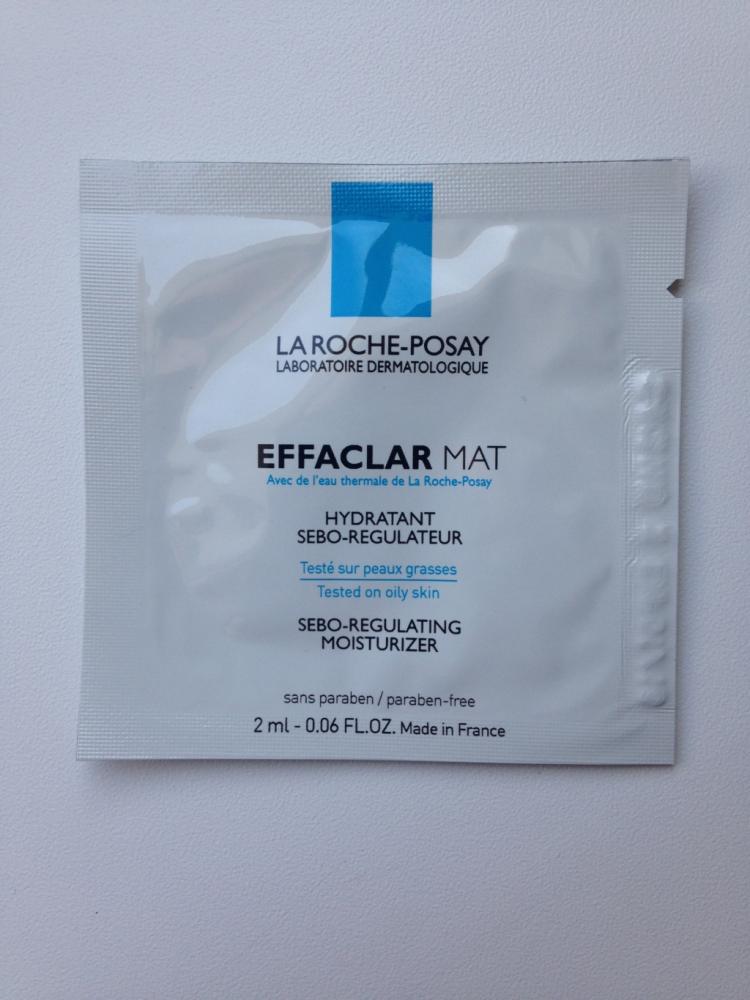 LA ROCHE-POSAY
LABORATOIRE DERMATOLOGIQUE
EFFACLAR MAT
Avec de l'eau thermale de La Roche-Posay
HYDRATANT
SEBO-REGULATEUR
Testé sur peaux grasses
Tested on oily skin
SEBO-REGULATING
MOISTURIZER
sans paraben / paraben-free
2 ml - 0.06 FL.OZ. Made in France